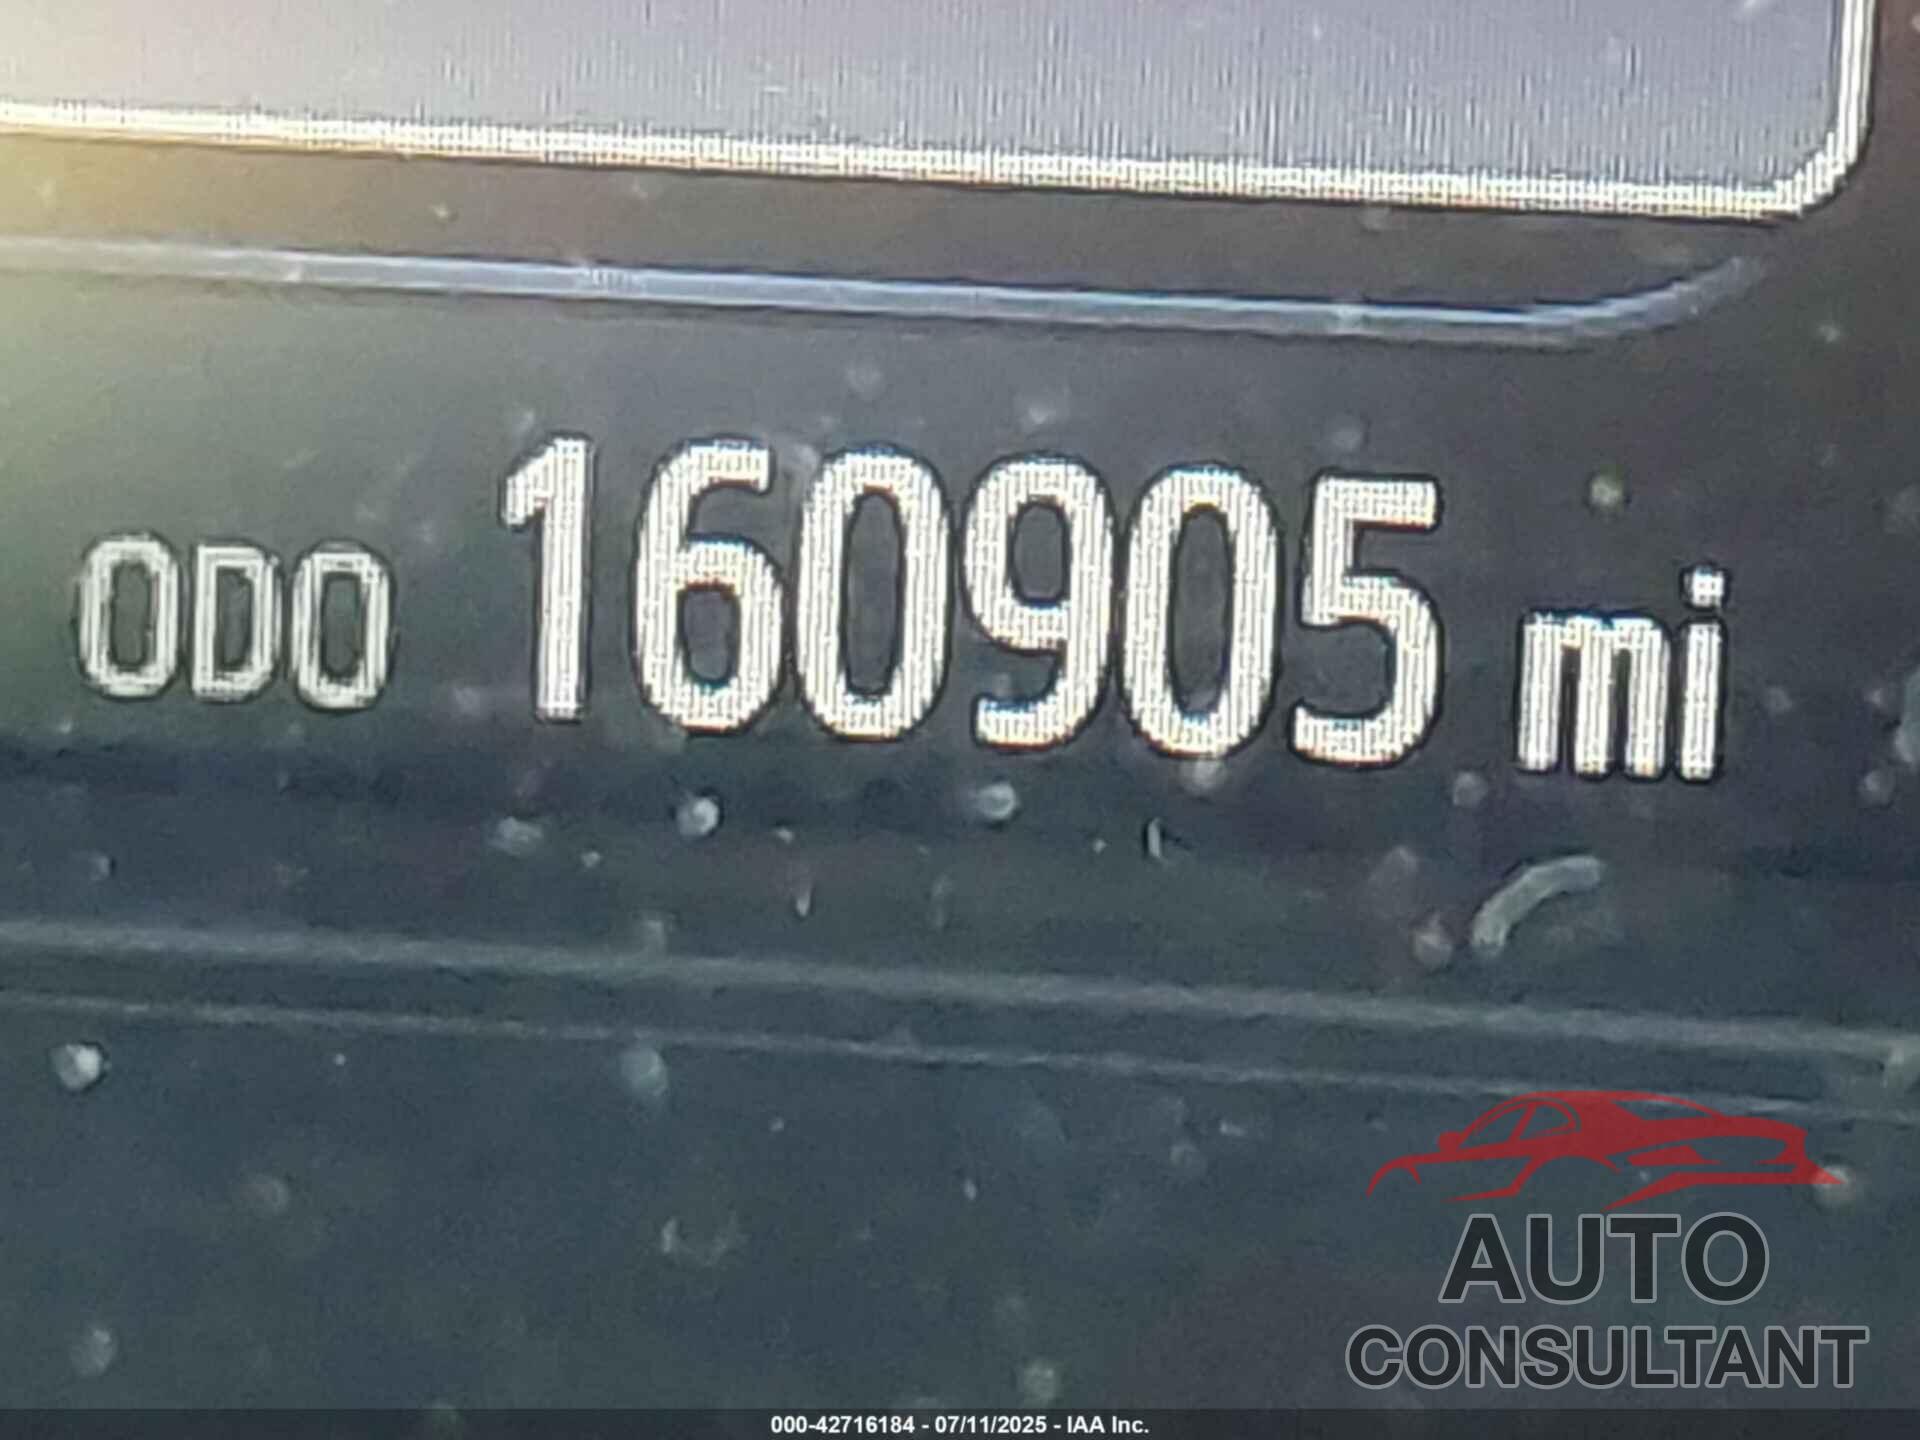 ODO 160905 mi
AUTO
CONSULTANT
000-42716184 - 07/11/2025 - IAA Inc.